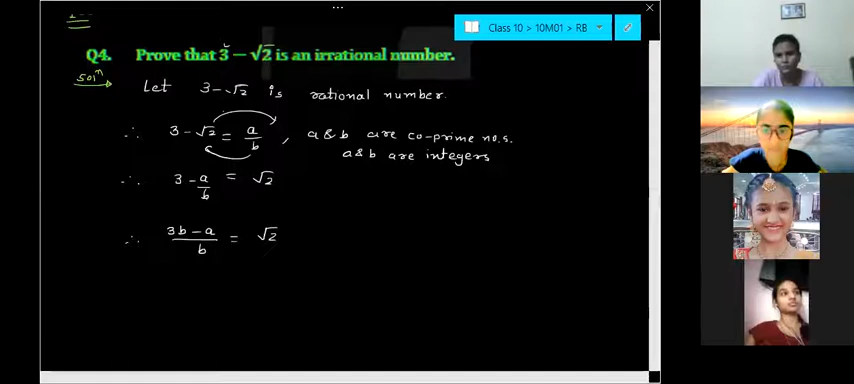 Class 10 > 10M01 > RB
Q4. Prove that 3 − √2 is an irrational number.
Solⁿ Let 3 - √2 is rational number.
∴ 3 - √2 = a/b , a & b are co-prime no.s.
a & b are integers
∴ 3 - a/b = √2
∴ (3b - a)/b = √2